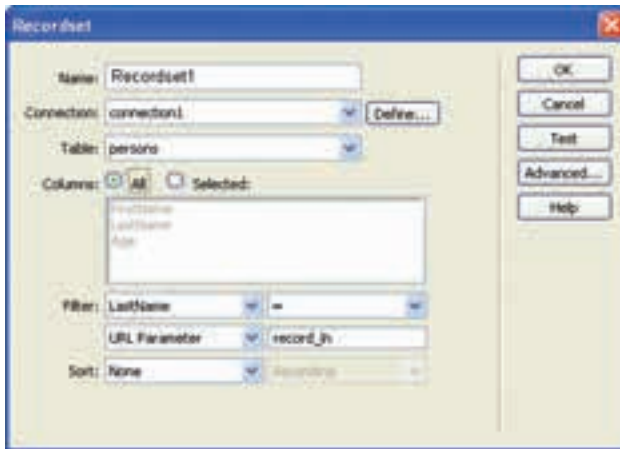 Recordset
Name: Recordset1
Connection: connection1 Define...
Table: persons
Columns: All Selected:
FirstName
LastName
Age
Filter: LastName =
URL Parameter record_ln
Sort: None Ascending
OK
Cancel
Test
Advanced...
Help